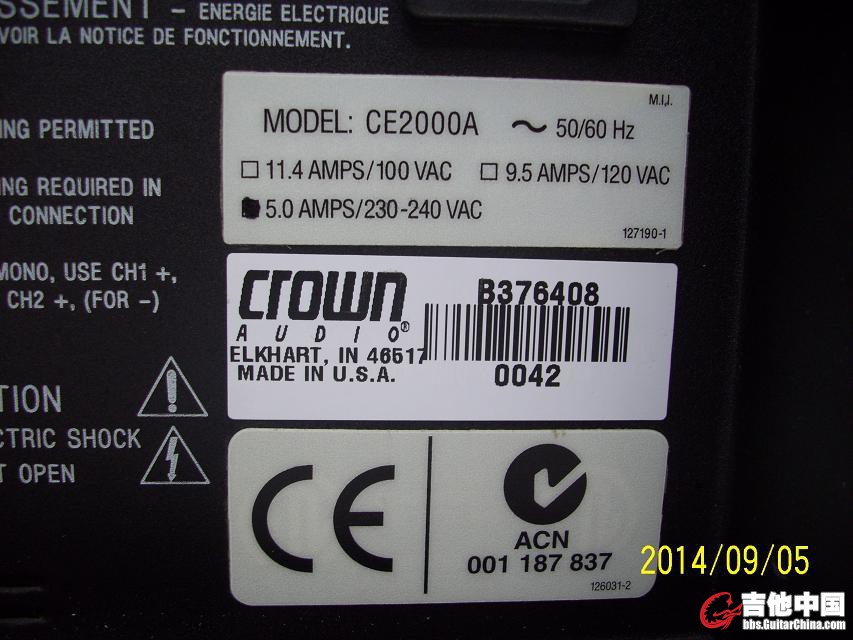 SSEMENT – ENERGIE ELECTRIQUE
VOIR LA NOTICE DE FONCTIONNEMENT.
NG PERMITTED
NG REQUIRED IN
CONNECTION
MONO, USE CH1 +,
CH2 +, (FOR -)
TION
CTRIC SHOCK
T OPEN
M.I.I.
MODEL: CE2000A ~ 50/60 Hz
11.4 AMPS/100 VAC 9.5 AMPS/120 VAC
5.0 AMPS/230-240 VAC
127190-1
crown
AUDIO®
ELKHART, IN 46517
MADE IN U.S.A.
B376408
0042
CE
ACN
001 187 837
126031-2
2014/09/05
吉他中国
bbs.GuitarChina.com